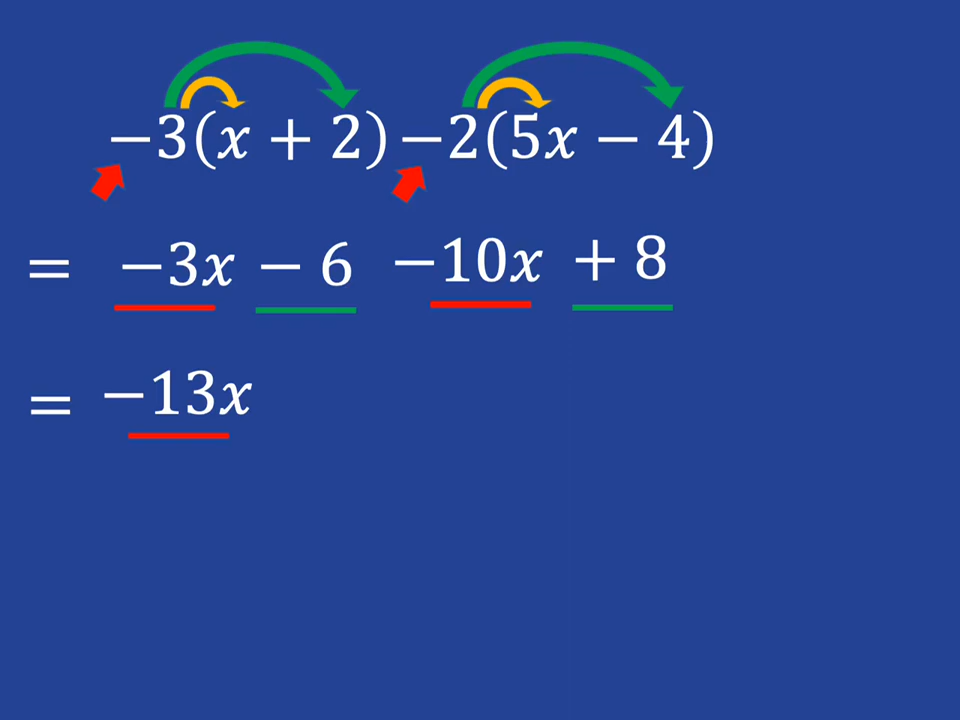 −3(x + 2) −2(5x − 4)
= −3x − 6 −10x + 8
= −13x